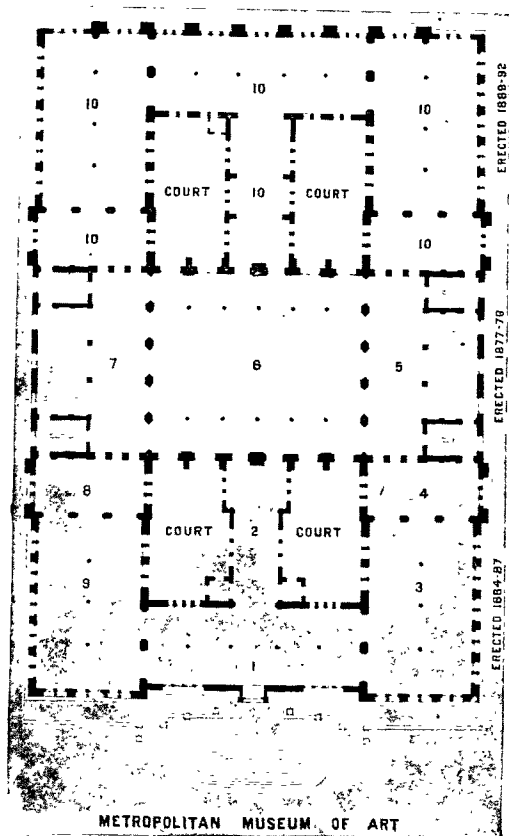 10
10
10
ERECTED 1888-92
COURT
10
COURT
10
10
7
6
5
ERECTED 1877-79
8
4
COURT
2
COURT
9
3
ERECTED 1884-87
1
METROPOLITAN MUSEUM OF ART